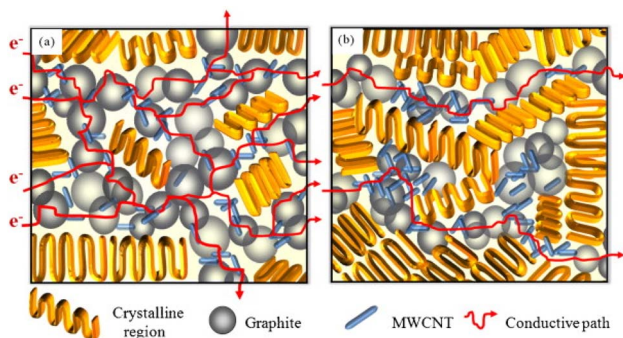 (a)
(b)
e-
e-
e-
e-
Crystalline
region
Graphite
MWCNT
Conductive path